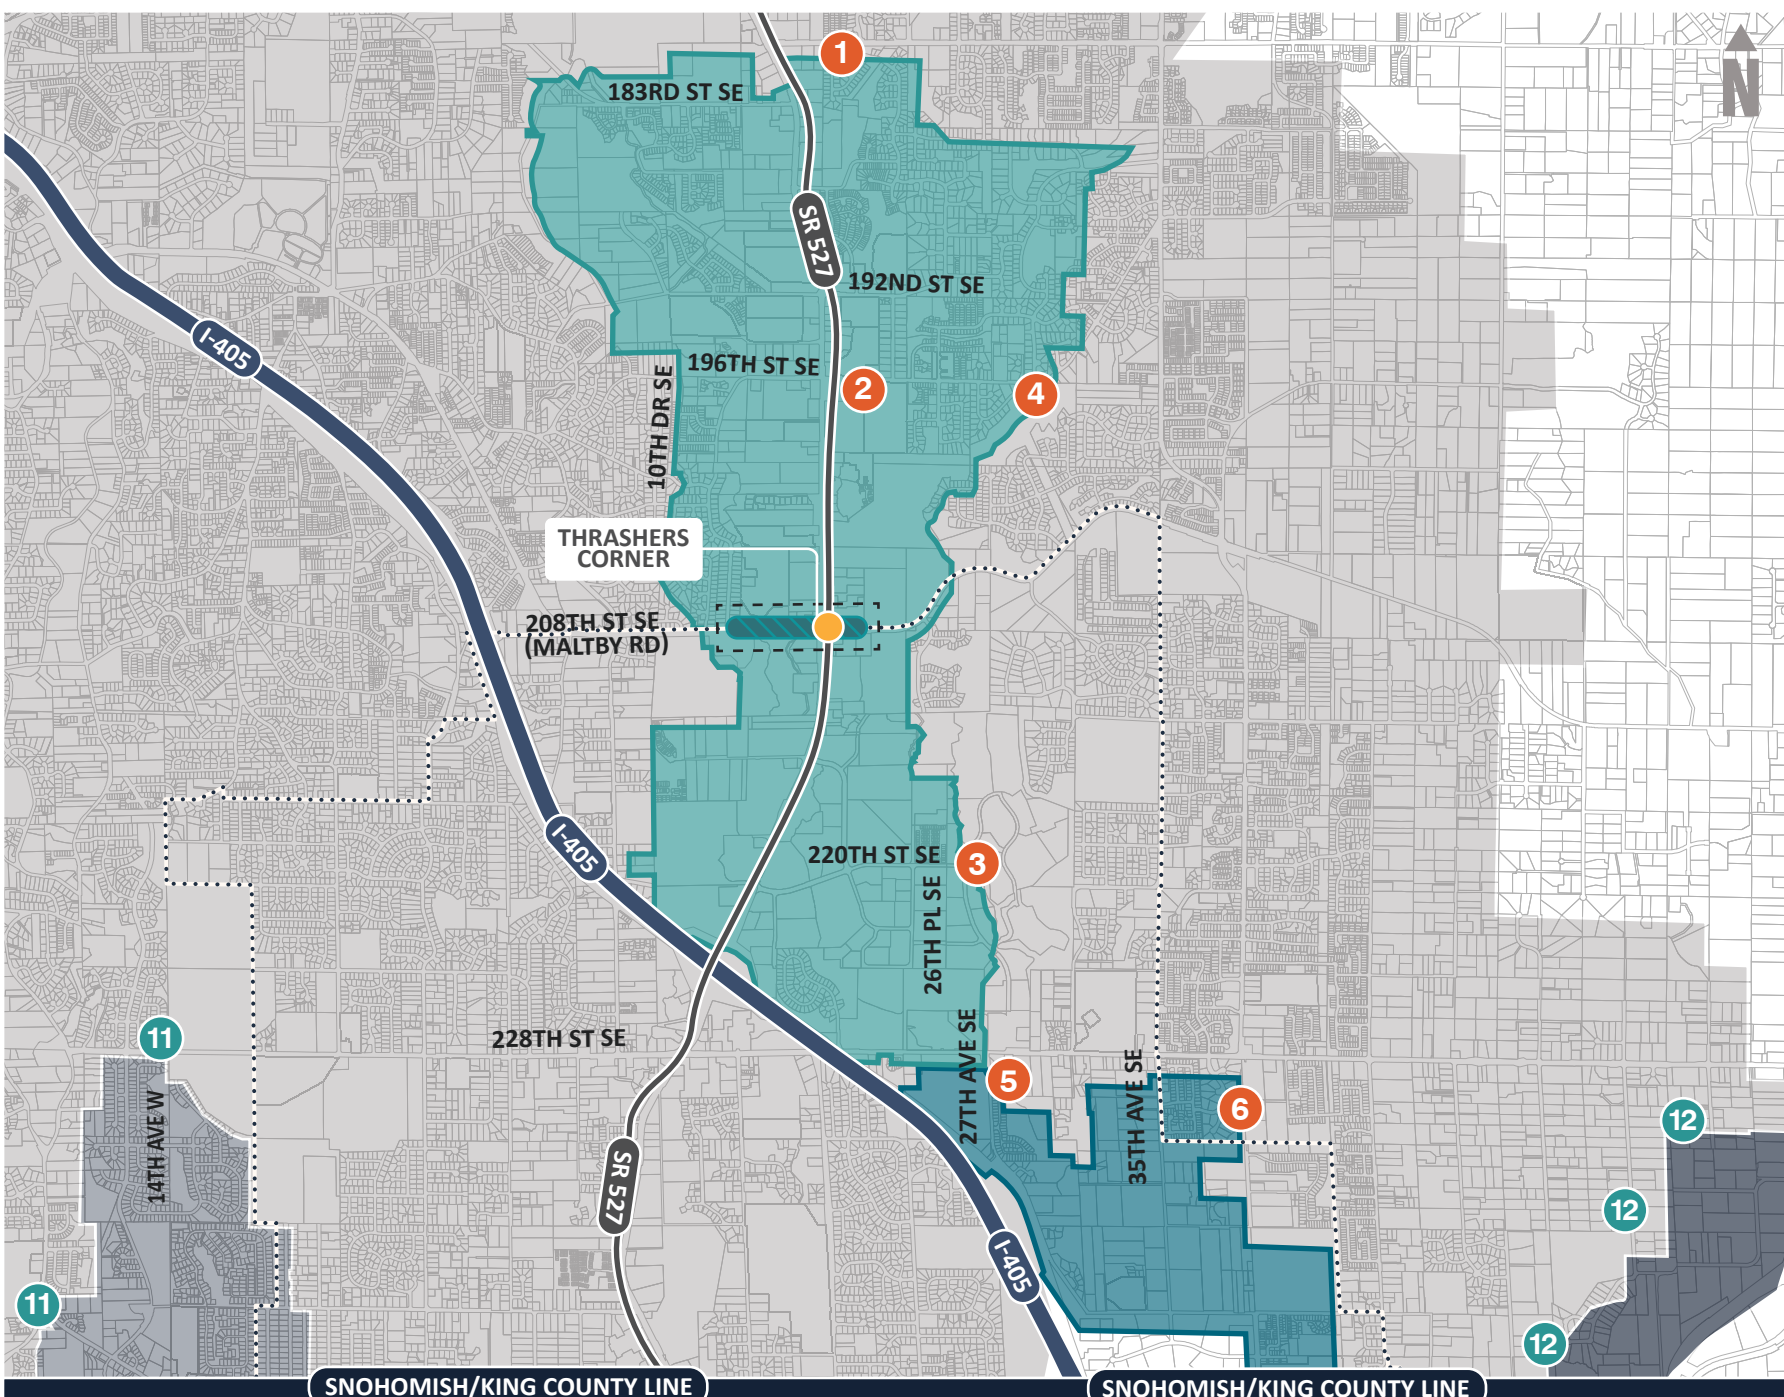 1
N
183RD ST SE
SR 527
192ND ST SE
I-405
196TH ST SE
2
4
10TH DR SE
THRASHERS
CORNER
208TH ST SE
(MALTBY RD)
I-405
220TH ST SE
3
26TH PL SE
228TH ST SE
11
27TH AVE SE
5
35TH AVE SE
6
12
14TH AVE W
SR 527
12
I-405
11
12
SNOHOMISH/KING COUNTY LINE
SNOHOMISH/KING COUNTY LINE